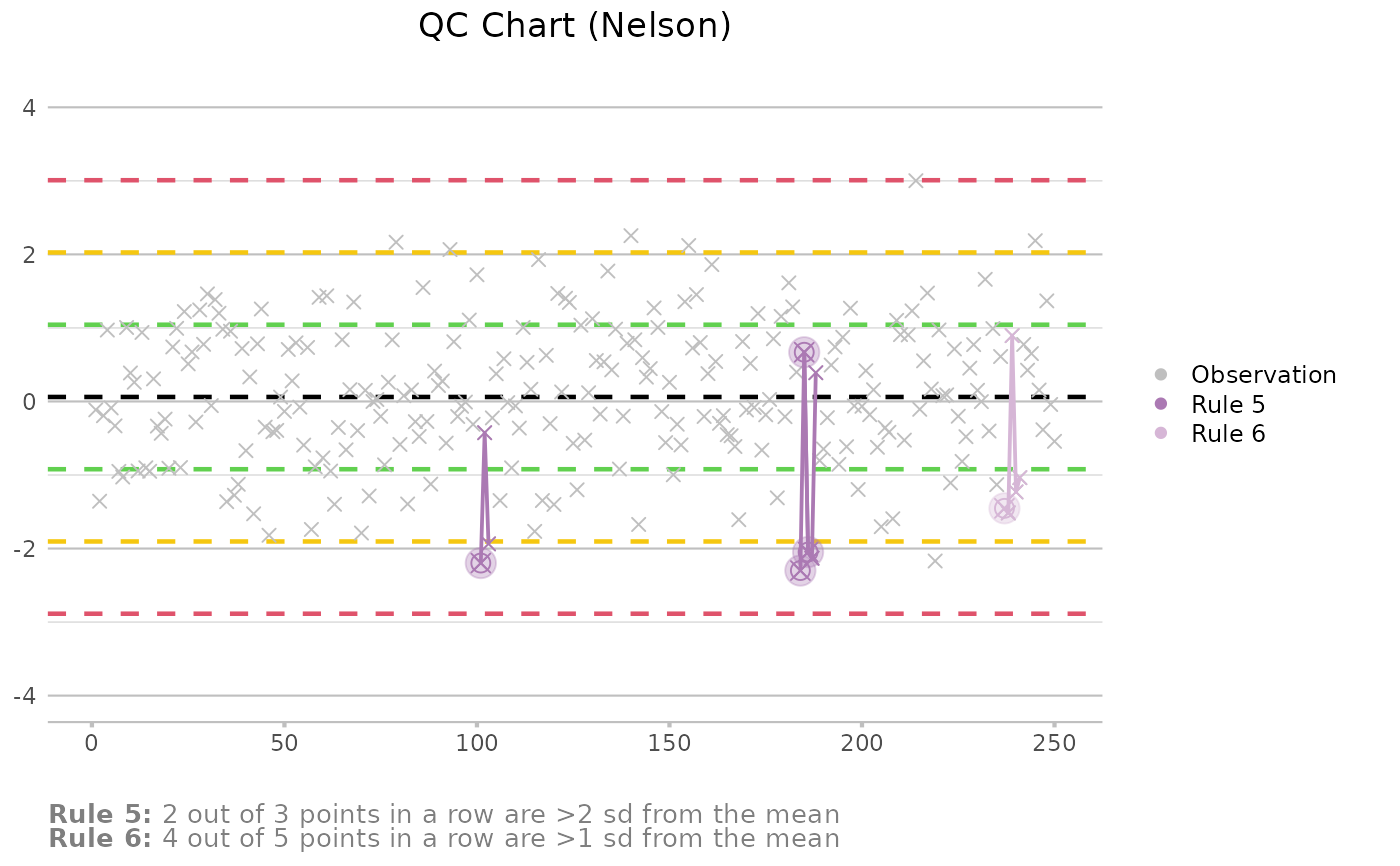 QC Chart (Nelson)
4
2
0
-2
-4
0 50 100 150 200 250
Observation
Rule 5
Rule 6
Rule 5: 2 out of 3 points in a row are >2 sd from the mean
Rule 6: 4 out of 5 points in a row are >1 sd from the mean